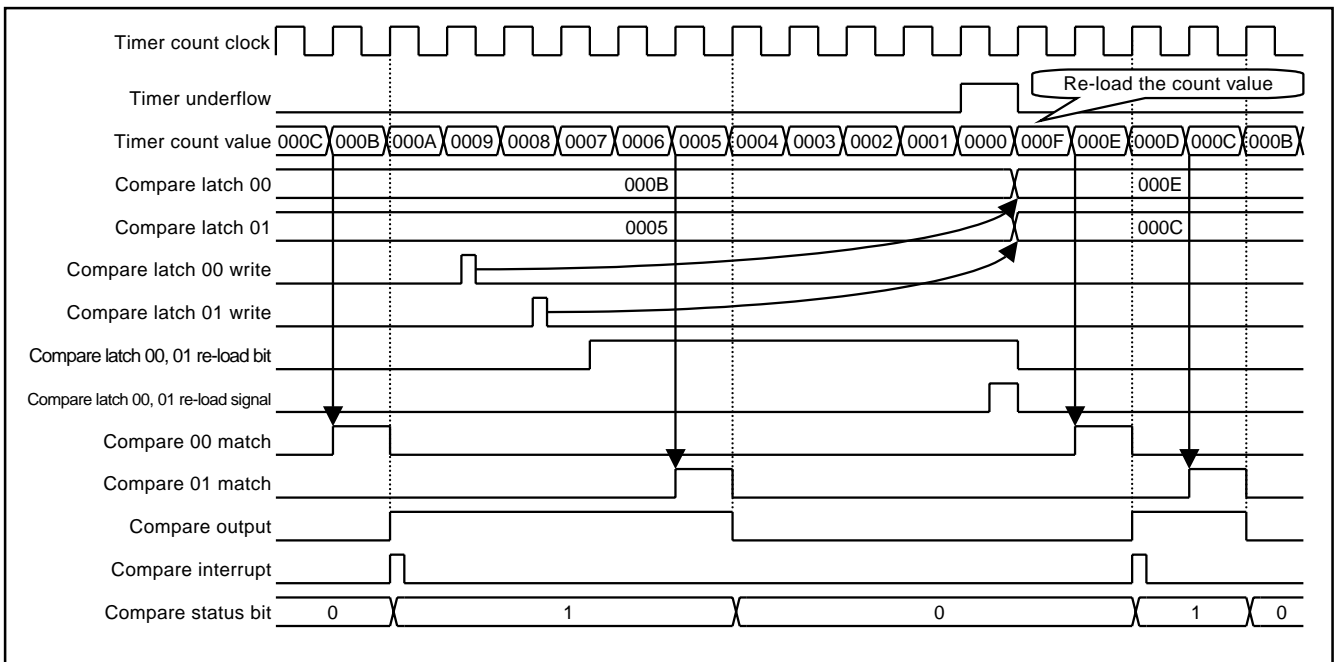 Timer count clock
Timer underflow
Re-load the count value
Timer count value 000C 000B 000A 0009 0008 0007 0006 0005 0004 0003 0002 0001 0000 000F 000E 000D 000C 000B
Compare latch 00 000B 000E
Compare latch 01 0005 000C
Compare latch 00 write
Compare latch 01 write
Compare latch 00, 01 re-load bit
Compare latch 00, 01 re-load signal
Compare 00 match
Compare 01 match
Compare output
Compare interrupt
Compare status bit 0 1 0 1 0